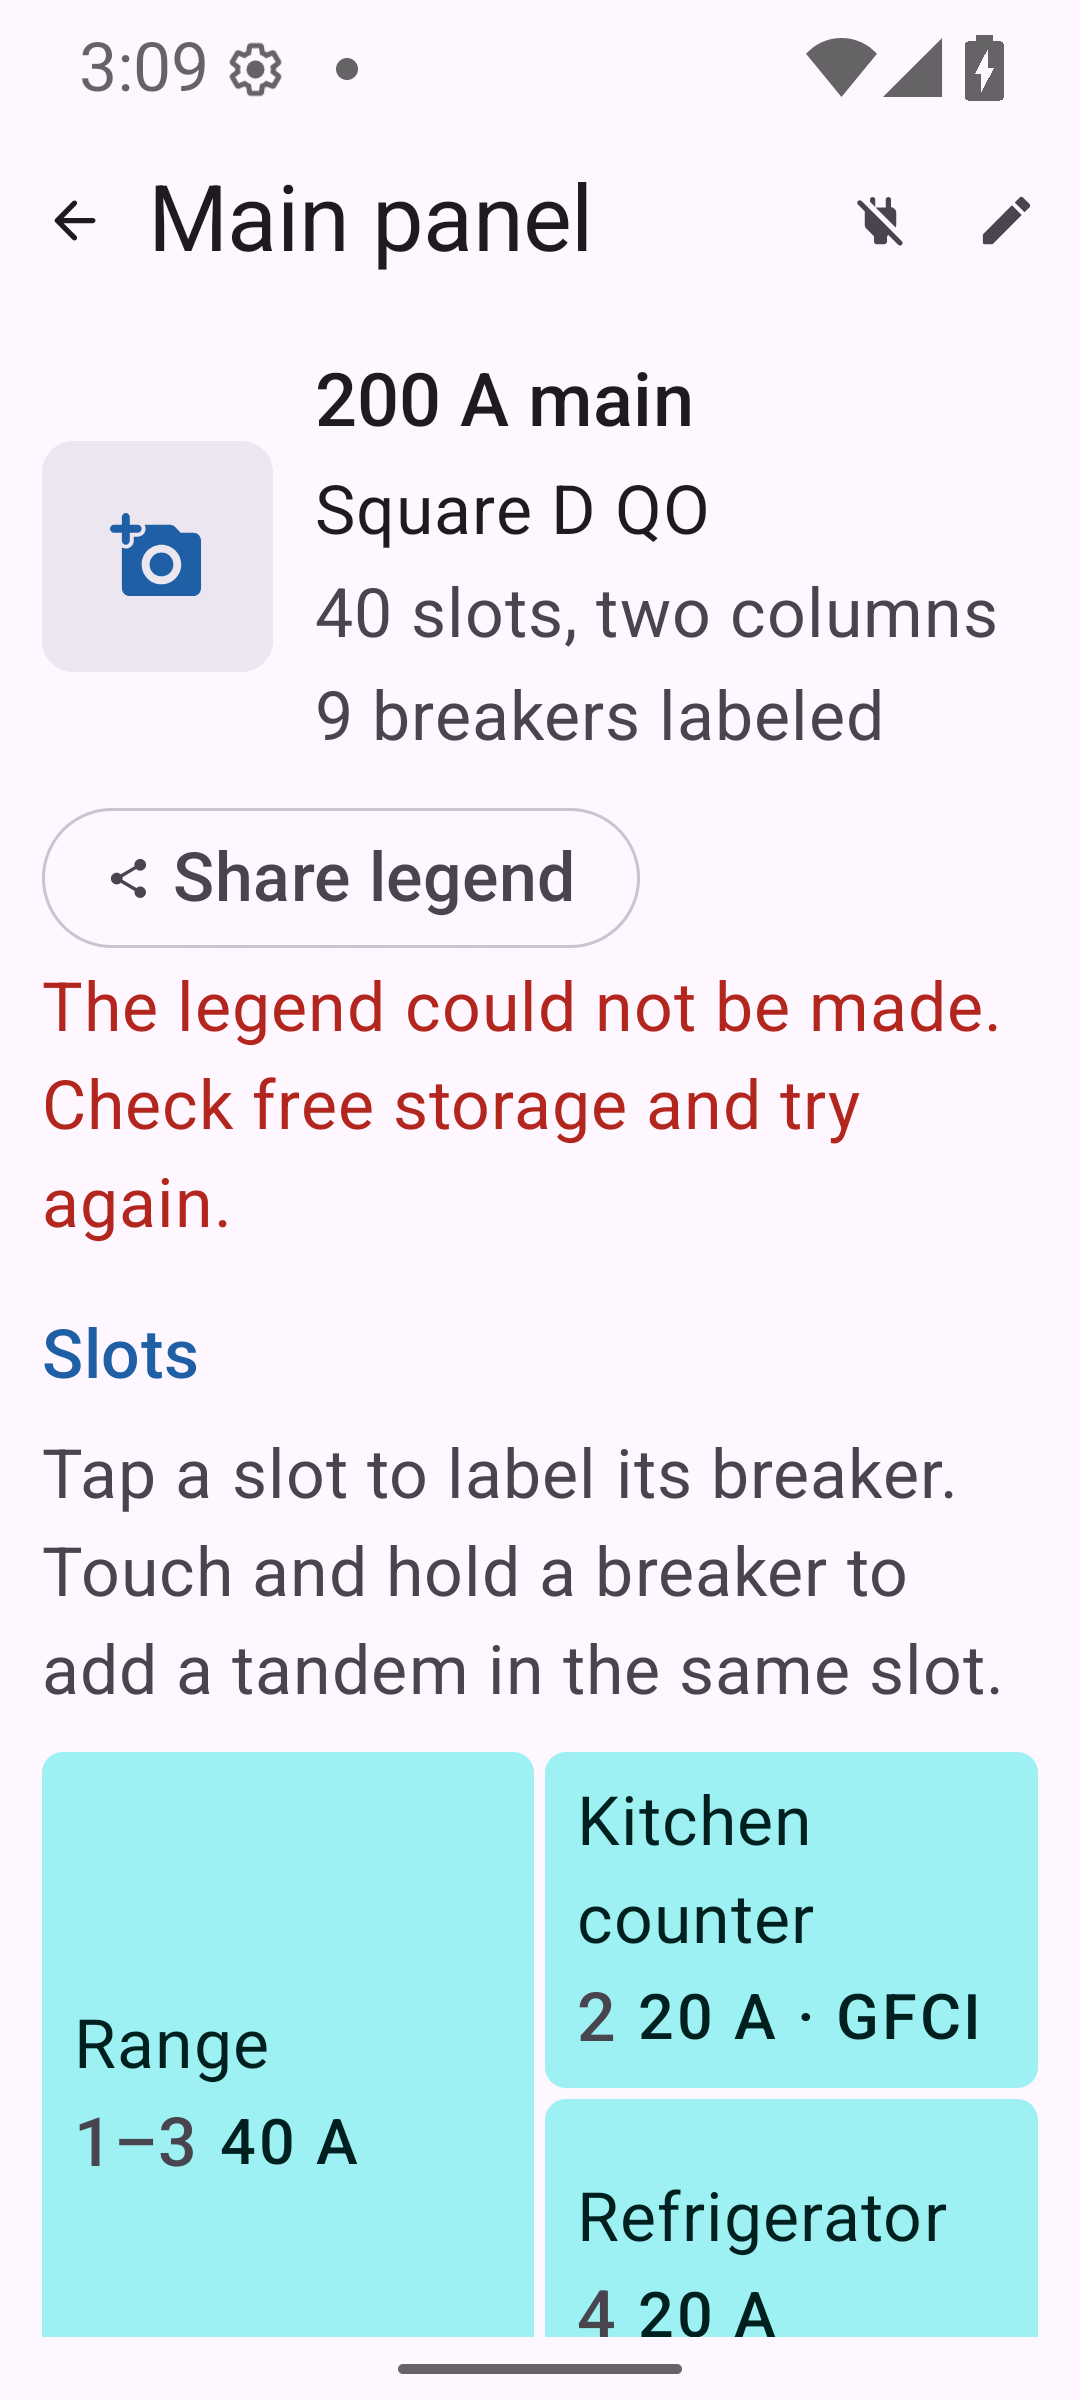 3:09
Main panel
200 A main
Square D QO
40 slots, two columns
9 breakers labeled
Share legend
The legend could not be made.
Check free storage and try
again.
Slots
Tap a slot to label its breaker.
Touch and hold a breaker to
add a tandem in the same slot.
Range
1–3 40 A
Kitchen
counter
2 20 A · GFCI
Refrigerator
4 20 A